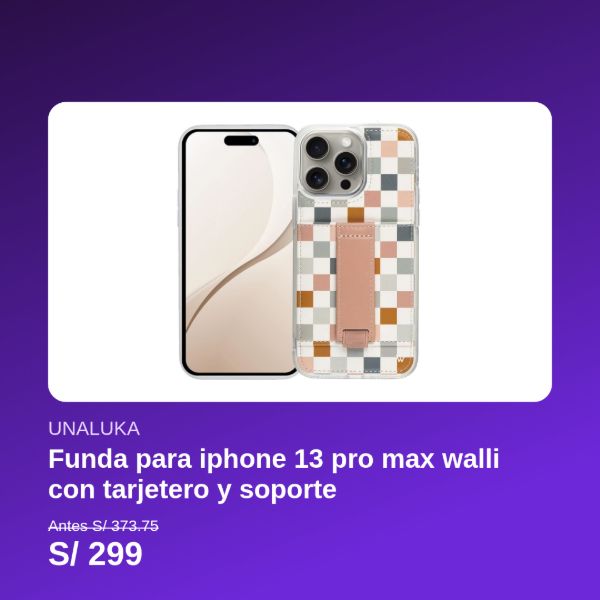 UNALUKA
Funda para iphone 13 pro max walli
con tarjetero y soporte
Antes S/ 373.75
S/ 299